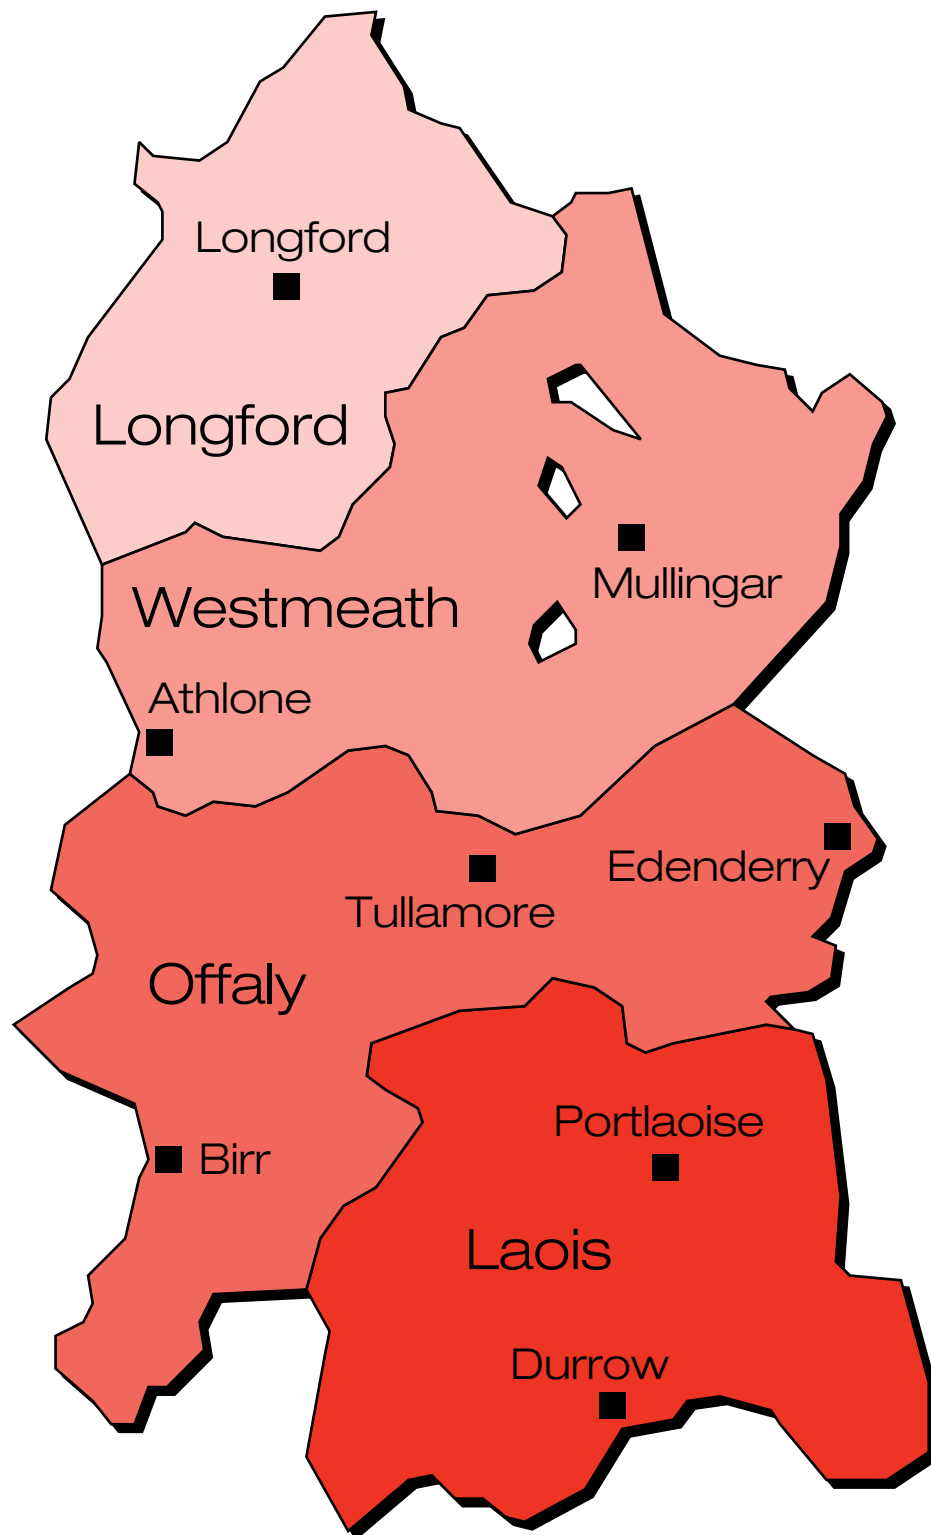 Longford
Longford
Mullingar
Westmeath
Athlone
Edenderry
Tullamore
Offaly
Portlaoise
Birr
Laois
Durrow